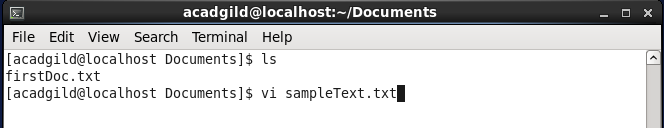 acadgild@localhost:~/Documents
File Edit View Search Terminal Help
[acadgild@localhost Documents]$ ls
firstDoc.txt
[acadgild@localhost Documents]$ vi sampleText.txt